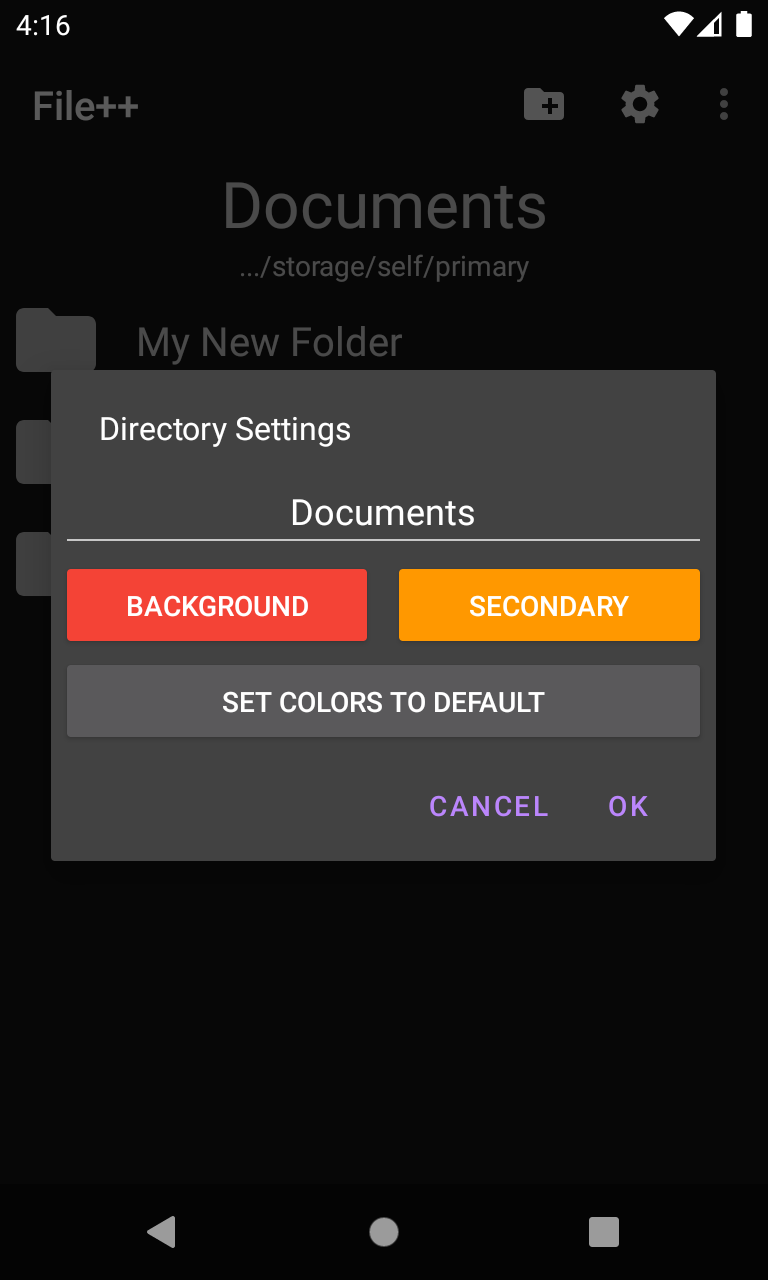 4:16
File++
Documents
.../storage/self/primary
My New Folder
Directory Settings
Documents
BACKGROUND SECONDARY
SET COLORS TO DEFAULT
CANCEL OK